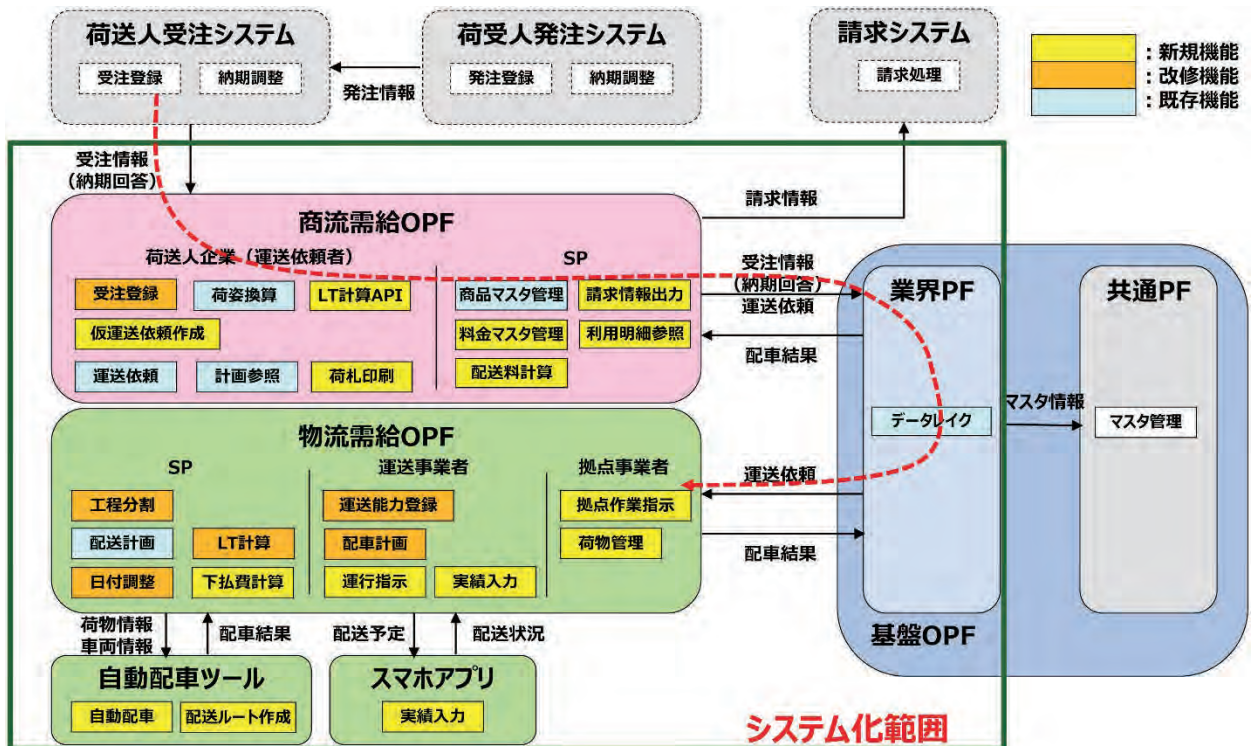 荷送人受注システム
受注登録
納期調整
発注情報
荷受人発注システム
発注登録
納期調整
請求システム
請求処理
：新規機能
：改修機能
：既存機能
受注情報
（納期回答）
請求情報
商流需給OPF
荷送人企業（運送依頼者）
受注登録
荷姿換算
LT計算API
仮運送依頼作成
運送依頼
計画参照
荷札印刷
SP
商品マスタ管理
請求情報出力
料金マスタ管理
利用明細参照
配送料計算
受注情報
(納期回答)
運送依頼
配車結果
業界PF
データレイク
マスタ情報
共通PF
マスタ管理
基盤OPF
物流需給OPF
SP
工程分割
配送計画
LT計算
日付調整
下払費計算
運送事業者
運送能力登録
配車計画
運行指示
実績入力
拠点事業者
拠点作業指示
荷物管理
運送依頼
配車結果
荷物情報
車両情報
配車結果
配送予定
配送状況
自動配車ツール
自動配車
配送ルート作成
スマホアプリ
実績入力
システム化範囲